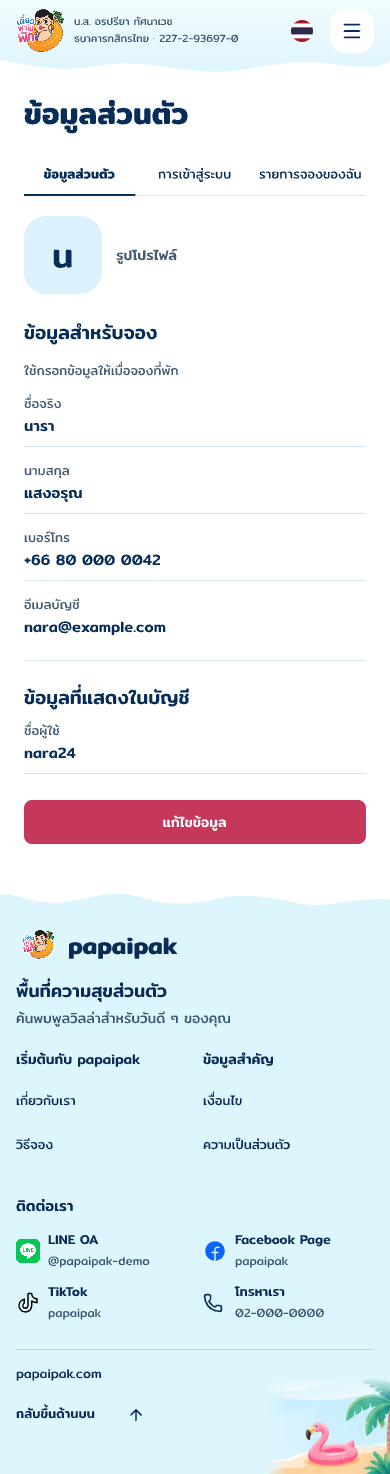 น.ส. อรปรียา ทัศนาเวช
ธนาคารกสิกรไทย · 227-2-93697-0
ข้อมูลส่วนตัว
ข้อมูลส่วนตัว
การเข้าสู่ระบบ
รายการจองของฉัน
น
รูปโปรไฟล์
ข้อมูลสำหรับจอง
ใช้กรอกข้อมูลให้เมื่อจองที่พัก
ชื่อจริง
นารา
นามสกุล
แสงอรุณ
เบอร์โทร
+66 80 000 0042
อีเมลบัญชี
nara@example.com
ข้อมูลที่แสดงในบัญชี
ชื่อผู้ใช้
nara24
แก้ไขข้อมูล
papaipak
พื้นที่ความสุขส่วนตัว
ค้นพบพูลวิลล่าสำหรับวันดี ๆ ของคุณ
เริ่มต้นกับ papaipak
ข้อมูลสำคัญ
เกี่ยวกับเรา
เงื่อนไข
วิธีจอง
ความเป็นส่วนตัว
ติดต่อเรา
LINE
LINE OA
@papaipak-demo
Facebook Page
papaipak
TikTok
papaipak
โทรหาเรา
02-000-0000
papaipak.com
กลับขึ้นด้านบน